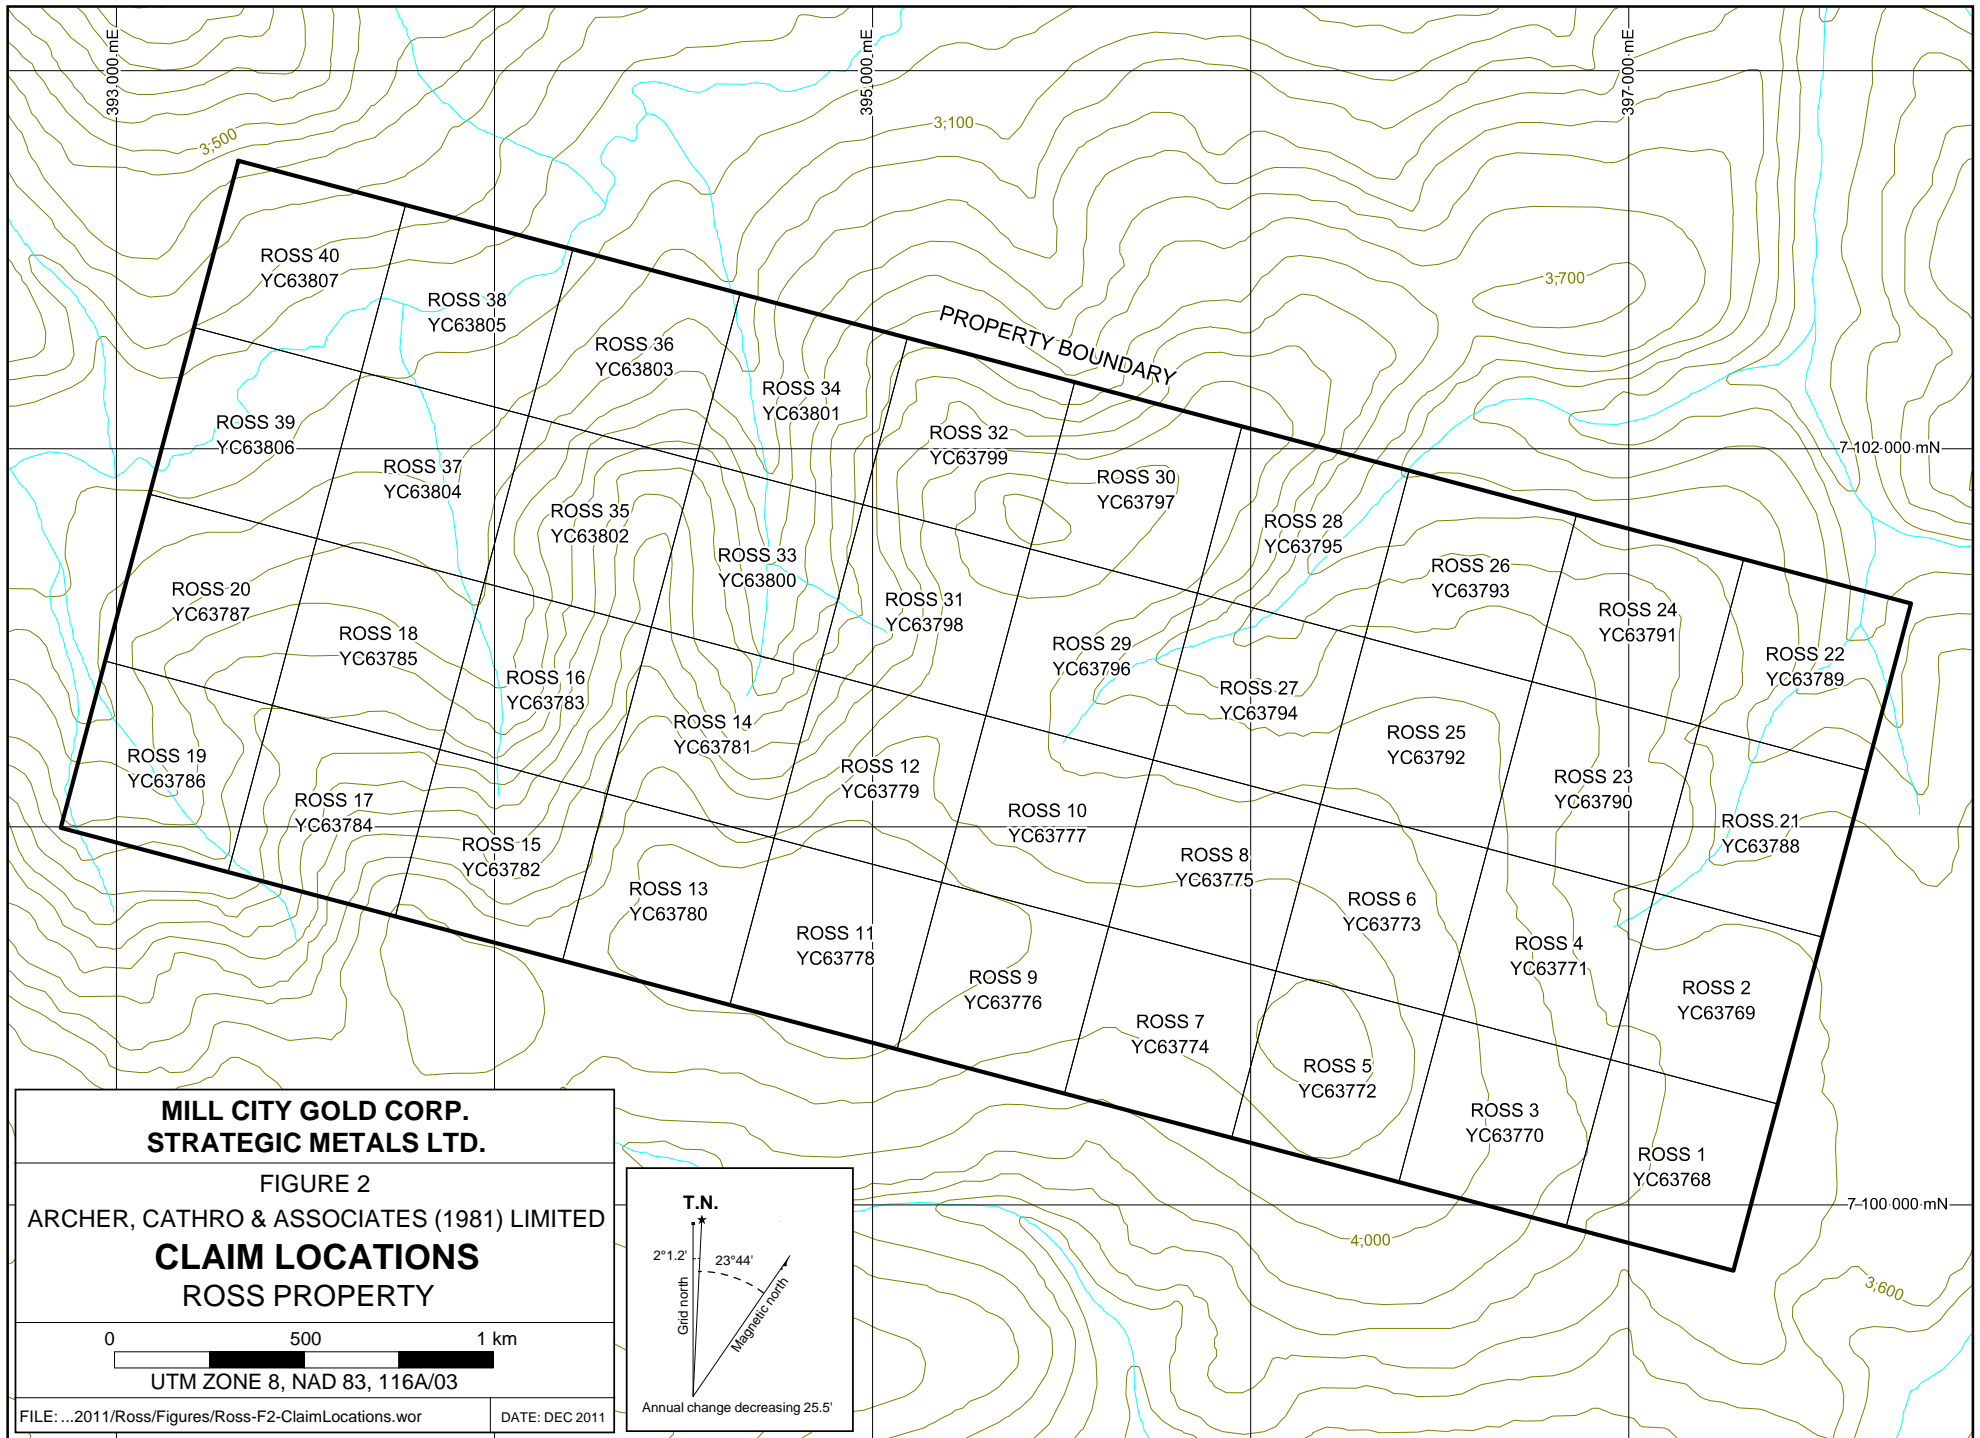 393 000 mE
395 000 mE
397 000 mE
3,500
3,100
3,700
7 102 000 mN
7 100 000 mN
4,000
3,600
PROPERTY BOUNDARY
ROSS 40
YC63807
ROSS 38
YC63805
ROSS 36
YC63803
ROSS 34
YC63801
ROSS 32
YC63799
ROSS 30
YC63797
ROSS 28
YC63795
ROSS 26
YC63793
ROSS 24
YC63791
ROSS 22
YC63789
ROSS 39
YC63806
ROSS 37
YC63804
ROSS 35
YC63802
ROSS 33
YC63800
ROSS 31
YC63798
ROSS 29
YC63796
ROSS 27
YC63794
ROSS 25
YC63792
ROSS 23
YC63790
ROSS 21
YC63788
ROSS 20
YC63787
ROSS 18
YC63785
ROSS 16
YC63783
ROSS 14
YC63781
ROSS 12
YC63779
ROSS 10
YC63777
ROSS 8
YC63775
ROSS 6
YC63773
ROSS 4
YC63771
ROSS 2
YC63769
ROSS 19
YC63786
ROSS 17
YC63784
ROSS 15
YC63782
ROSS 13
YC63780
ROSS 11
YC63778
ROSS 9
YC63776
ROSS 7
YC63774
ROSS 5
YC63772
ROSS 3
YC63770
ROSS 1
YC63768
MILL CITY GOLD CORP.
STRATEGIC METALS LTD.
FIGURE 2
ARCHER, CATHRO & ASSOCIATES (1981) LIMITED
CLAIM LOCATIONS
ROSS PROPERTY
0 500 1 km
UTM ZONE 8, NAD 83, 116A/03
FILE: ...2011/Ross/Figures/Ross-F2-ClaimLocations.wor
DATE: DEC 2011
T.N.
2°1.2'
23°44'
Grid north
Magnetic north
Annual change decreasing 25.5'